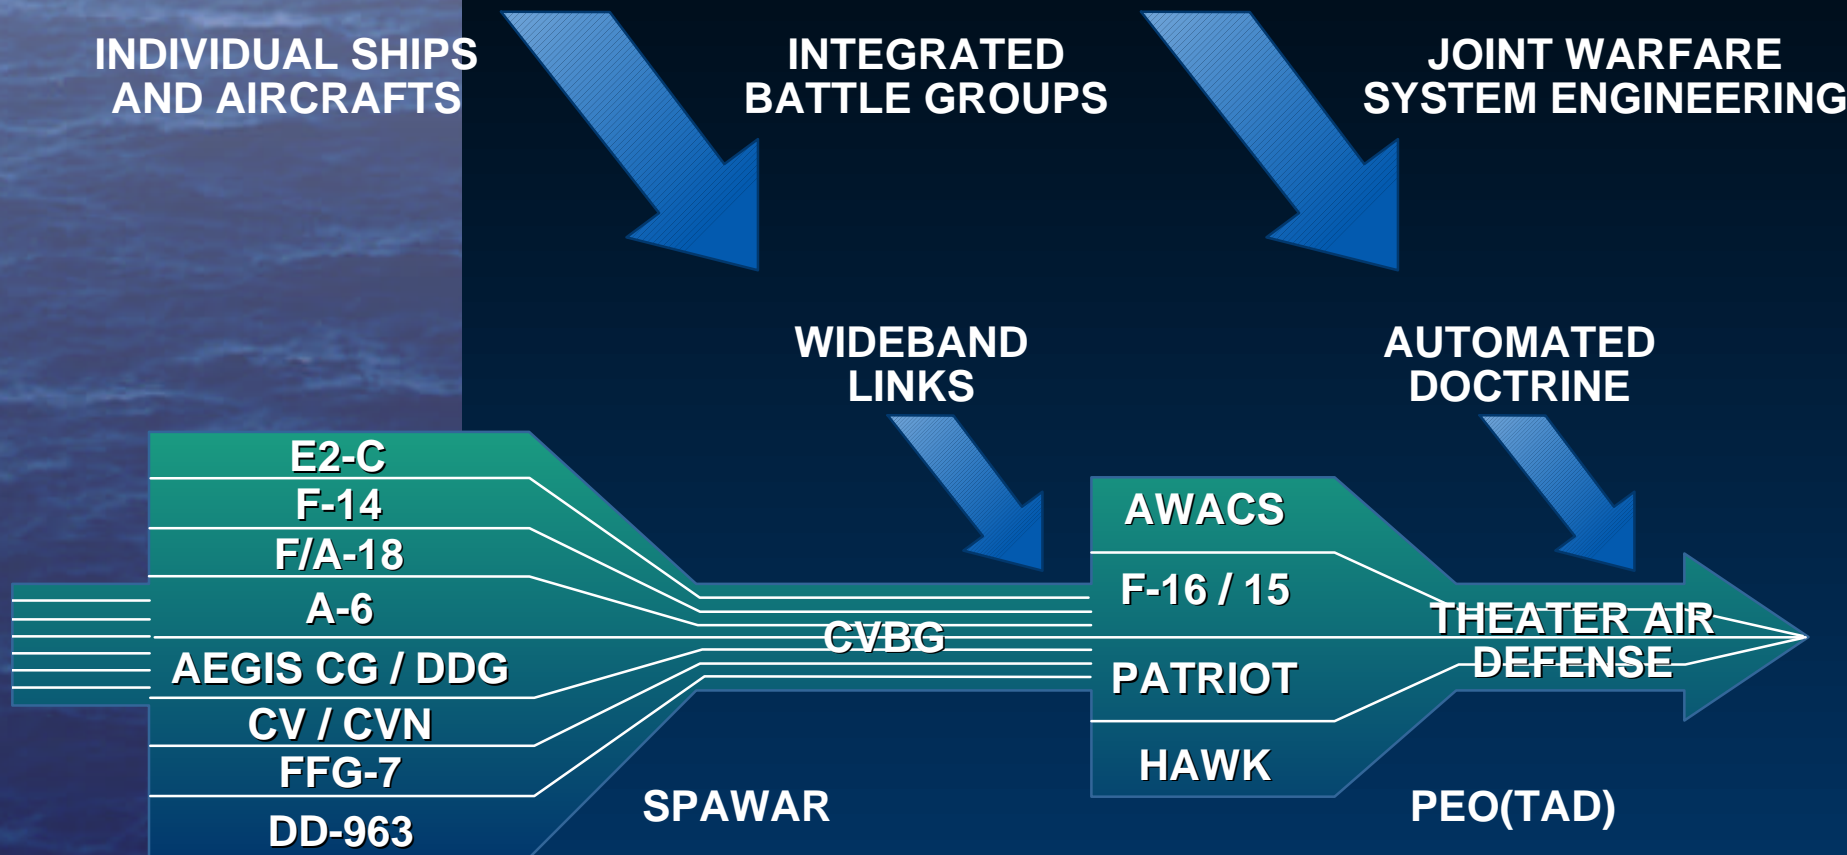 INDIVIDUAL SHIPS
AND AIRCRAFTS
INTEGRATED
BATTLE GROUPS
JOINT WARFARE
SYSTEM ENGINEERING
WIDEBAND
LINKS
AUTOMATED
DOCTRINE
E2-C
F-14
F/A-18
A-6
AEGIS CG / DDG
CV / CVN
FFG-7
DD-963
CVBG
SPAWAR
AWACS
F-16 / 15
PATRIOT
HAWK
THEATER AIR
DEFENSE
PEO(TAD)